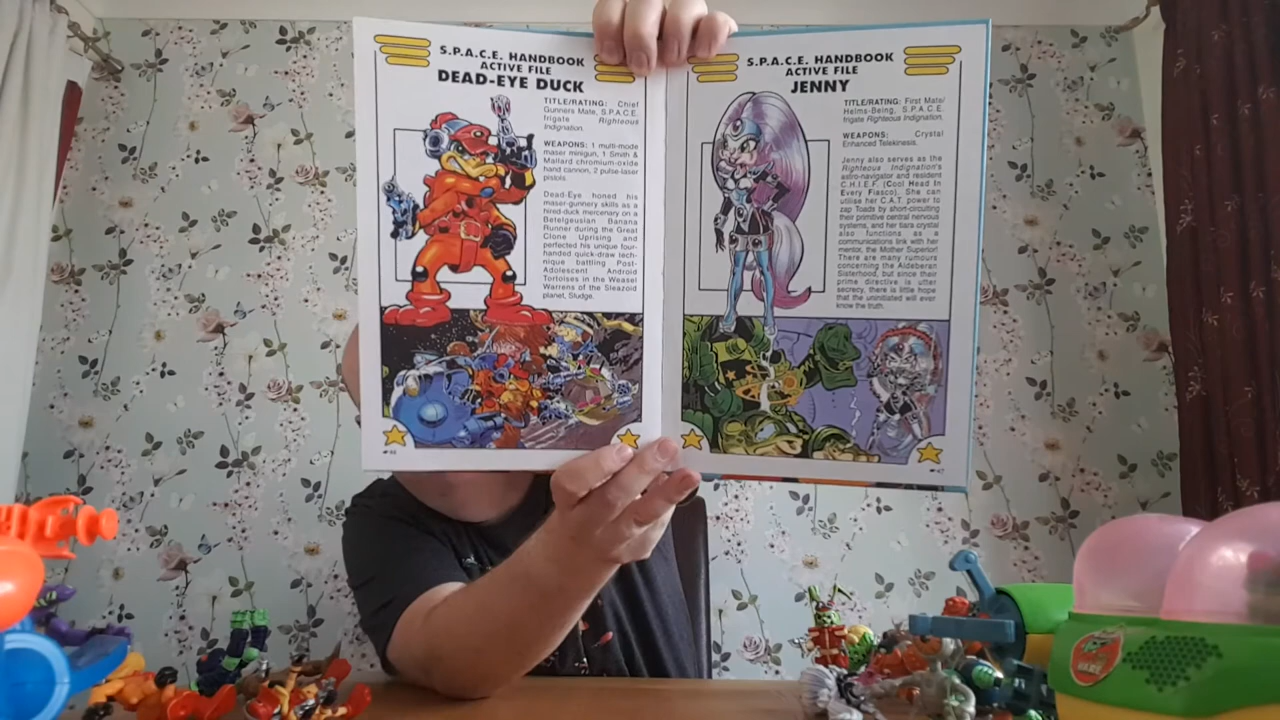 S.P.A.C.E. HANDBOOK
ACTIVE FILE
DEAD-EYE DUCK
TITLE/RATING: Chief
Gunners Mate, S.P.A.C.E.
frigate Righteous
Indignation.
WEAPONS: 1 multi-mode
maser minigun, 1 Smith &
Mallard chromium-oxide
hand cannon, 2 pulse-laser
pistols.
Dead-Eye honed his
maser-gunnery skills as a
hired-duck mercenary on a
Betelgeusian Banana
Runner during the Great
Clone Uprising and
perfected his unique four-
handed quick-draw tech-
nique battling Post-
Adolescent Android
Tortoises in the Weasel
Warrens of the Sleazoid
planet, Sludge.
S.P.A.C.E. HANDBOOK
ACTIVE FILE
JENNY
TITLE/RATING: First Mate/
Helms-Being, S.P.A.C.E.
frigate Righteous Indignation.
WEAPONS: Crystal
Enhanced Telekinesis.
Jenny also serves as the
Righteous Indignation's
astro-navigator and resident
C.H.I.E.F. (Cool Head In
Every Fiasco). She can
utilise her C.A.T. power to
zap Toads by short-circuiting
their primitive central nervous
systems, and her tiara crystal
also functions as a
communications link with her
mentor, the Mother Superior!
There are many rumours
concerning the Aldeberan
Sisterhood, but since their
prime directive is utter
secrecy, there is little hope
that the uninitiated will ever
know the truth.